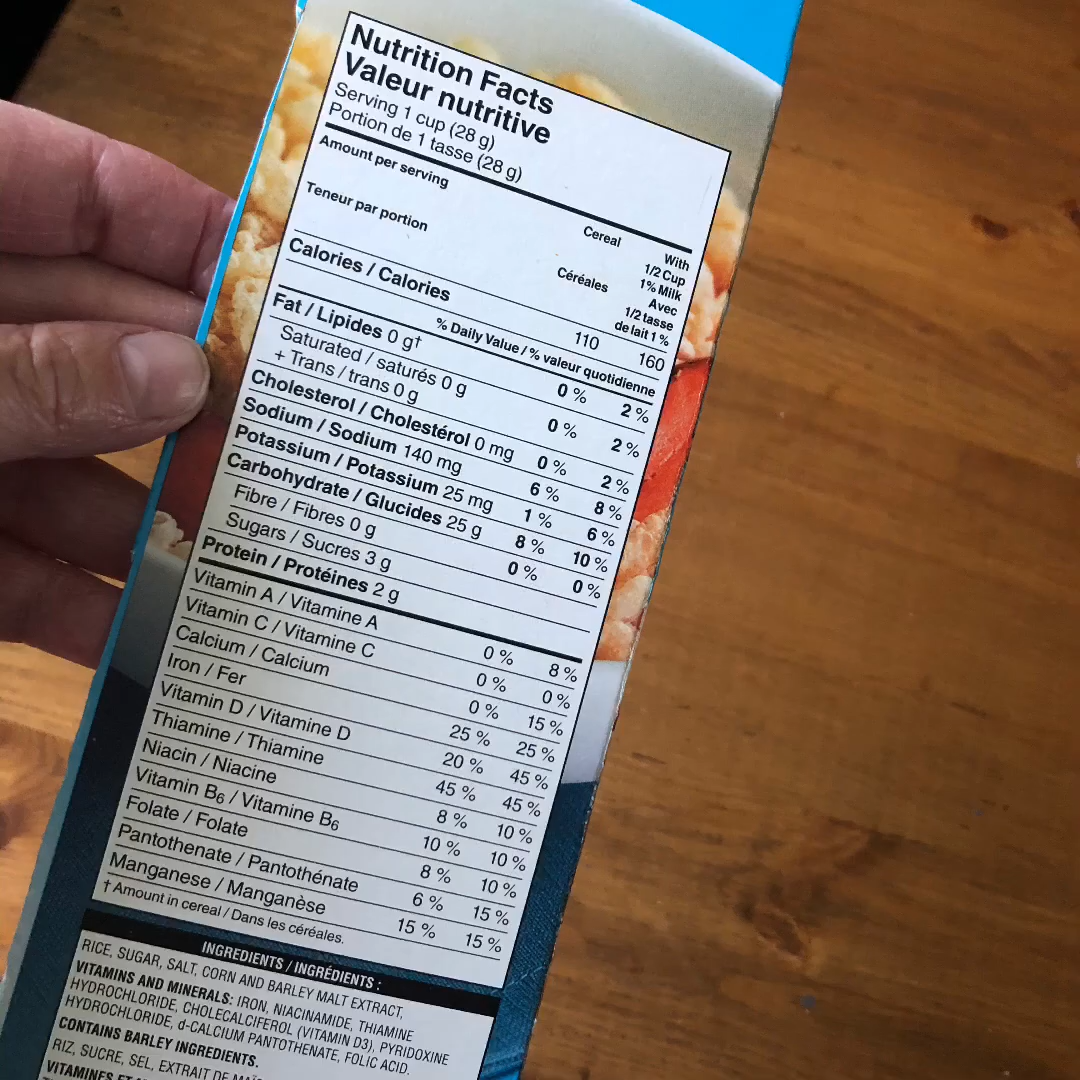 Nutrition Facts
Valeur nutritive
Serving 1 cup (28 g)
Portion de 1 tasse (28 g)
Amount per serving
Teneur par portion
Cereal
Céréales
With
1/2 Cup
1% Milk
Avec
1/2 tasse
de lait 1 %
Calories / Calories 110 160
% Daily Value / % valeur quotidienne
Fat / Lipides 0 g† 0 % 2 %
Saturated / saturés 0 g
+ Trans / trans 0 g 0 % 2 %
Cholesterol / Cholestérol 0 mg 0 % 2 %
Sodium / Sodium 140 mg 6 % 8 %
Potassium / Potassium 25 mg 1 % 6 %
Carbohydrate / Glucides 25 g 8 % 10 %
Fibre / Fibres 0 g 0 % 0 %
Sugars / Sucres 3 g
Protein / Protéines 2 g
Vitamin A / Vitamine A 0 % 8 %
Vitamin C / Vitamine C 0 % 0 %
Calcium / Calcium 0 % 15 %
Iron / Fer 25 % 25 %
Vitamin D / Vitamine D 20 % 45 %
Thiamine / Thiamine 45 % 45 %
Niacin / Niacine 8 % 10 %
Vitamin B6 / Vitamine B6 10 % 10 %
Folate / Folate 8 % 10 %
Pantothenate / Pantothénate 6 % 15 %
Manganese / Manganèse 15 % 15 %
† Amount in cereal / Dans les céréales.
INGREDIENTS / INGRÉDIENTS :
RICE, SUGAR, SALT, CORN AND BARLEY MALT EXTRACT,
VITAMINS AND MINERALS: IRON, NIACINAMIDE, THIAMINE
HYDROCHLORIDE, CHOLECALCIFEROL (VITAMIN D3), PYRIDOXINE
HYDROCHLORIDE, d-CALCIUM PANTOTHENATE, FOLIC ACID.
CONTAINS BARLEY INGREDIENTS.
RIZ, SUCRE, SEL, EXTRAIT DE
VITAMINES